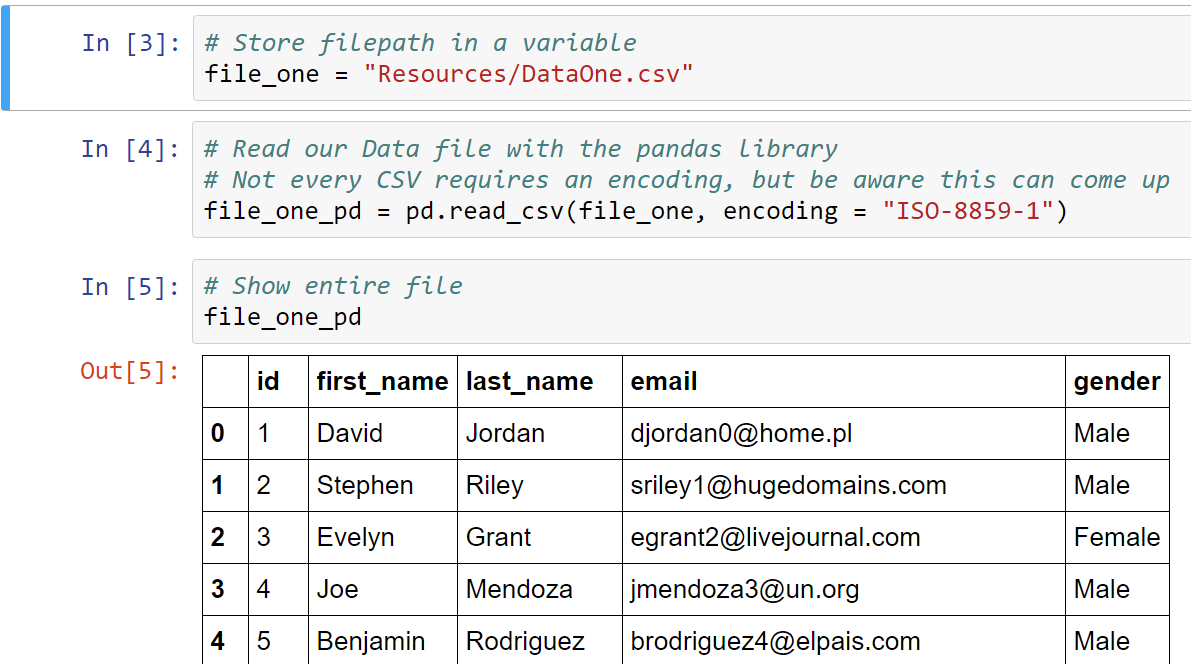 In [3]: # Store filepath in a variable
file_one = "Resources/DataOne.csv"
In [4]: # Read our Data file with the pandas library
# Not every CSV requires an encoding, but be aware this can come up
file_one_pd = pd.read_csv(file_one, encoding = "ISO-8859-1")
In [5]: # Show entire file
file_one_pd
Out[5]:
id first_name last_name email gender
0 1 David Jordan djordan0@home.pl Male
1 2 Stephen Riley sriley1@hugedomains.com Male
2 3 Evelyn Grant egrant2@livejournal.com Female
3 4 Joe Mendoza jmendoza3@un.org Male
4 5 Benjamin Rodriguez brodriguez4@elpais.com Male